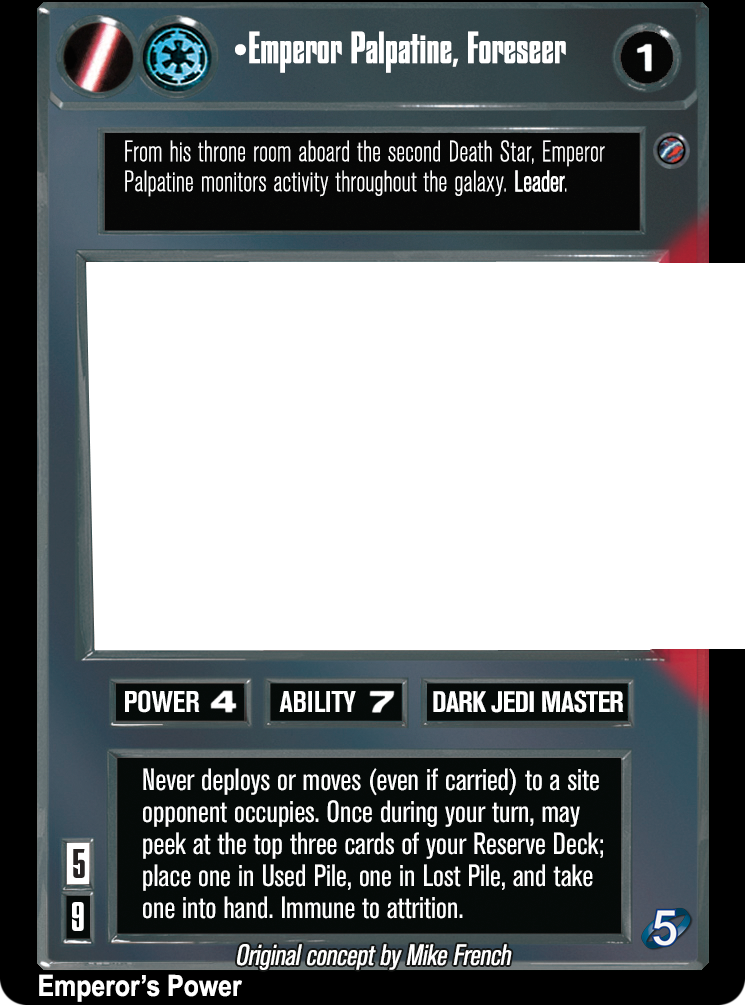 •Emperor Palpatine, Foreseer
1
From his throne room aboard the second Death Star, Emperor
Palpatine monitors activity throughout the galaxy. Leader.
POWER 4
ABILITY 7
DARK JEDI MASTER
Never deploys or moves (even if carried) to a site
opponent occupies. Once during your turn, may
peek at the top three cards of your Reserve Deck;
place one in Used Pile, one in Lost Pile, and take
one into hand. Immune to attrition.
5
9
5
Original concept by Mike French
Emperor's Power